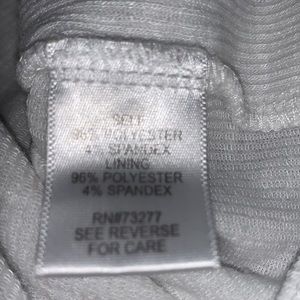 SELF
96% POLYESTER
4% SPANDEX
LINING
96% POLYESTER
4% SPANDEX
RN#73277
SEE REVERSE
FOR CARE